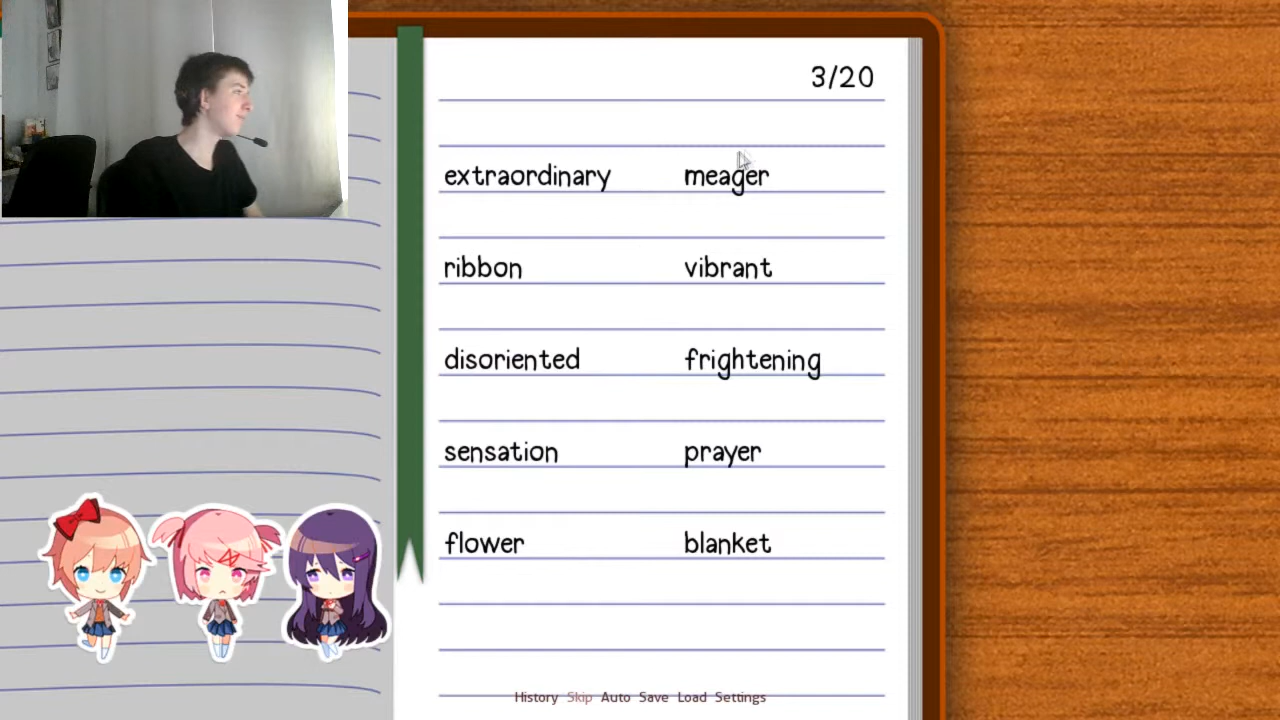 3/20
extraordinary meager
ribbon vibrant
disoriented frightening
sensation prayer
flower blanket
History Skip Auto Save Load Settings